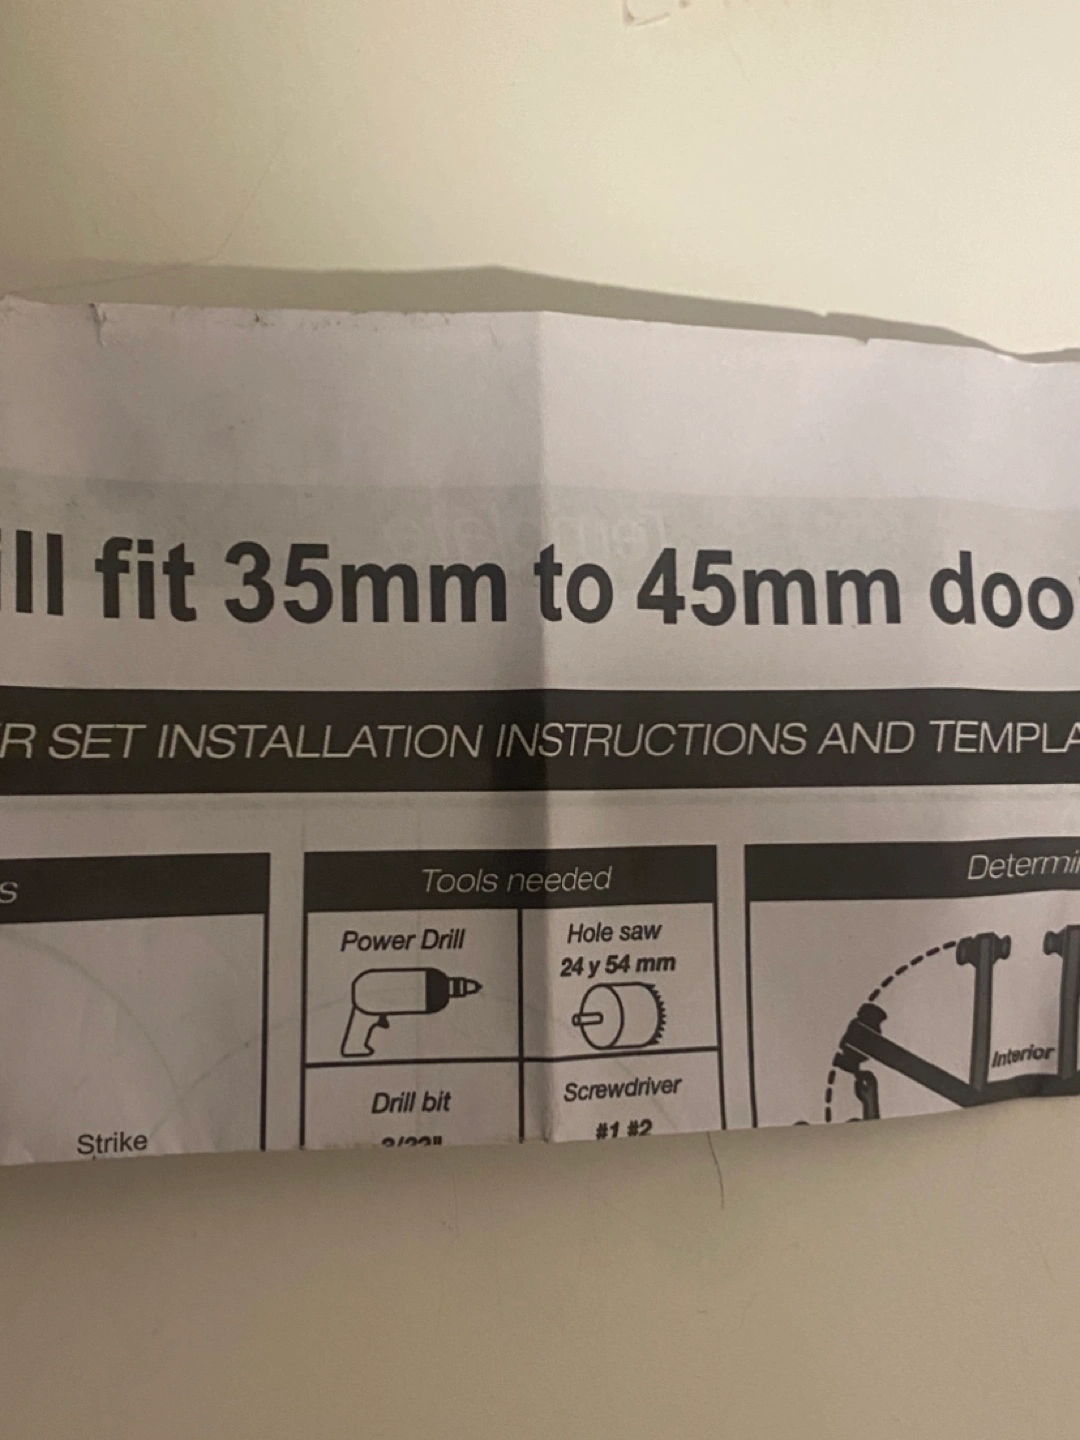 ill fit 35mm to 45mm doo
R SET INSTALLATION INSTRUCTIONS AND TEMPLA
s
Tools needed
Determi
Power Drill
Hole saw
24 y 54 mm
Interior
Drill bit
Screwdriver
#1 #2
Strike